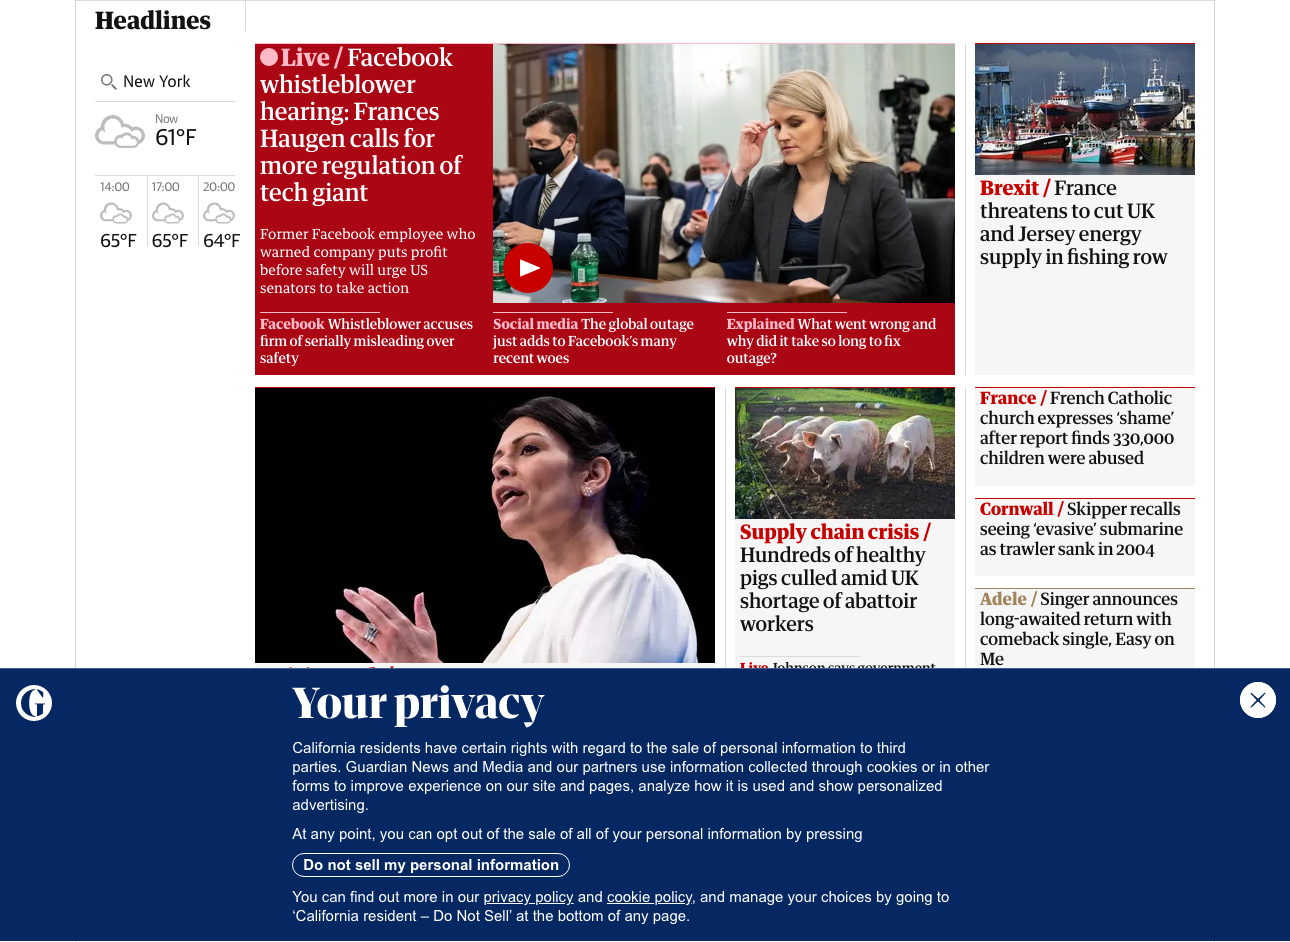 Headlines
New York
Now
61°F
14:00
17:00
20:00
65°F
65°F
64°F
Live / Facebook
whistleblower
hearing: Frances
Haugen calls for
more regulation of
tech giant
Former Facebook employee who
warned company puts profit
before safety will urge US
senators to take action
Facebook Whistleblower accuses
firm of serially misleading over
safety
Social media The global outage
just adds to Facebook's many
recent woes
Explained What went wrong and
why did it take so long to fix
outage?
Brexit / France
threatens to cut UK
and Jersey energy
supply in fishing row
Supply chain crisis /
Hundreds of healthy
pigs culled amid UK
shortage of abattoir
workers
Live Johnson says government
France / French Catholic
church expresses ‘shame’
after report finds 330,000
children were abused
Cornwall / Skipper recalls
seeing ‘evasive’ submarine
as trawler sank in 2004
Adele / Singer announces
long-awaited return with
comeback single, Easy on
Me
Your privacy
California residents have certain rights with regard to the sale of personal information to third
parties. Guardian News and Media and our partners use information collected through cookies or in other
forms to improve experience on our site and pages, analyze how it is used and show personalized
advertising.
At any point, you can opt out of the sale of all of your personal information by pressing
Do not sell my personal information
You can find out more in our privacy policy and cookie policy, and manage your choices by going to
‘California resident – Do Not Sell’ at the bottom of any page.